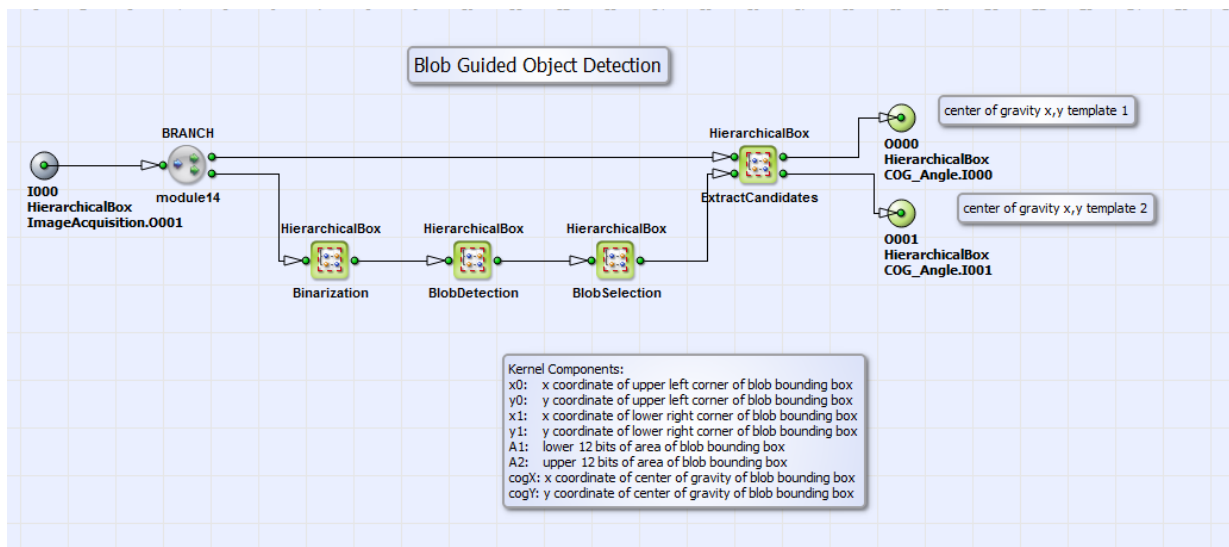 Blob Guided Object Detection
BRANCH
module14
I000
HierarchicalBox
ImageAcquisition.O001
HierarchicalBox
Binarization
HierarchicalBox
BlobDetection
HierarchicalBox
BlobSelection
HierarchicalBox
ExtractCandidates
center of gravity x,y template 1
O000
HierarchicalBox
COG_Angle.I000
center of gravity x,y template 2
O001
HierarchicalBox
COG_Angle.I001
Kernel Components:
x0: x coordinate of upper left corner of blob bounding box
y0: y coordinate of upper left corner of blob bounding box
x1: x coordinate of lower right corner of blob bounding box
y1: y coordinate of lower right corner of blob bounding box
A1: lower 12 bits of area of blob bounding box
A2: upper 12 bits of area of blob bounding box
cogX: x coordinate of center of gravity of blob bounding box
cogY: y coordinate of center of gravity of blob bounding box